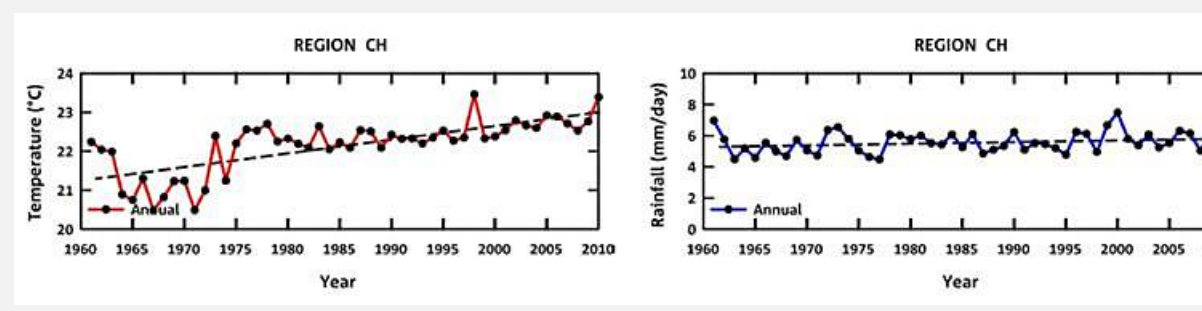 REGION CH
24
23
22
21
20
Temperature (°C)
Annual
1960 1965 1970 1975 1980 1985 1990 1995 2000 2005 2010
Year
REGION CH
10
8
6
4
2
0
Rainfall (mm/day)
Annual
1960 1965 1970 1975 1980 1985 1990 1995 2000 2005
Year